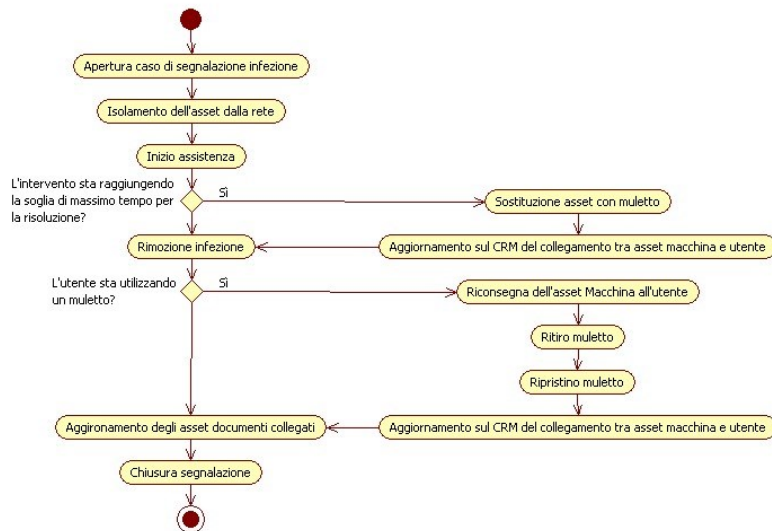 Apertura caso di segnalazione infezione
Isolamento dell'asset dalla rete
Inizio assistenza
L'intervento sta raggiungendo
la soglia di massimo tempo per
la risoluzione?
Sì
Sostituzione asset con muletto
Rimozione infezione
Aggiornamento sul CRM del collegamento tra asset macchina e utente
L'utente sta utilizzando
un muletto?
Sì
Riconsegna dell'asset Macchina all'utente
Ritiro muletto
Ripristino muletto
Aggironamento degli asset documenti collegati
Aggiornamento sul CRM del collegamento tra asset macchina e utente
Chiusura segnalazione